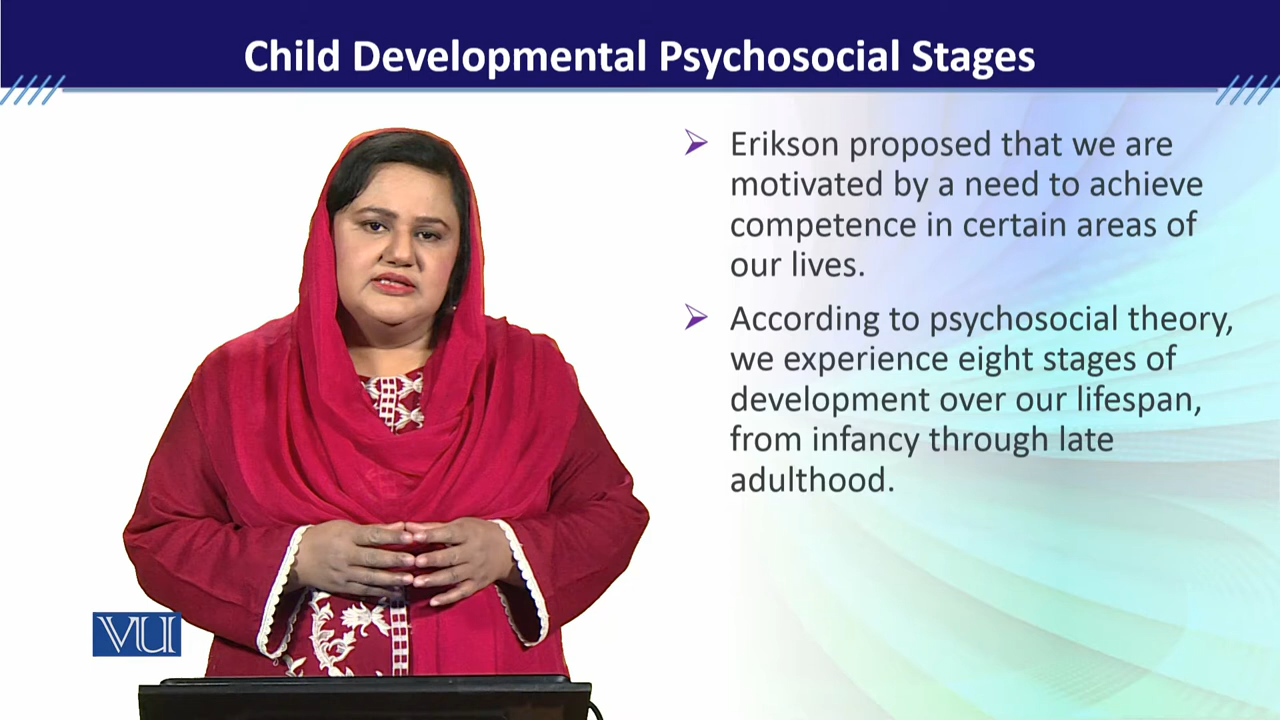 Child Developmental Psychosocial Stages
Erikson proposed that we are
motivated by a need to achieve
competence in certain areas of
our lives.
According to psychosocial theory,
we experience eight stages of
development over our lifespan,
from infancy through late
adulthood.
VU